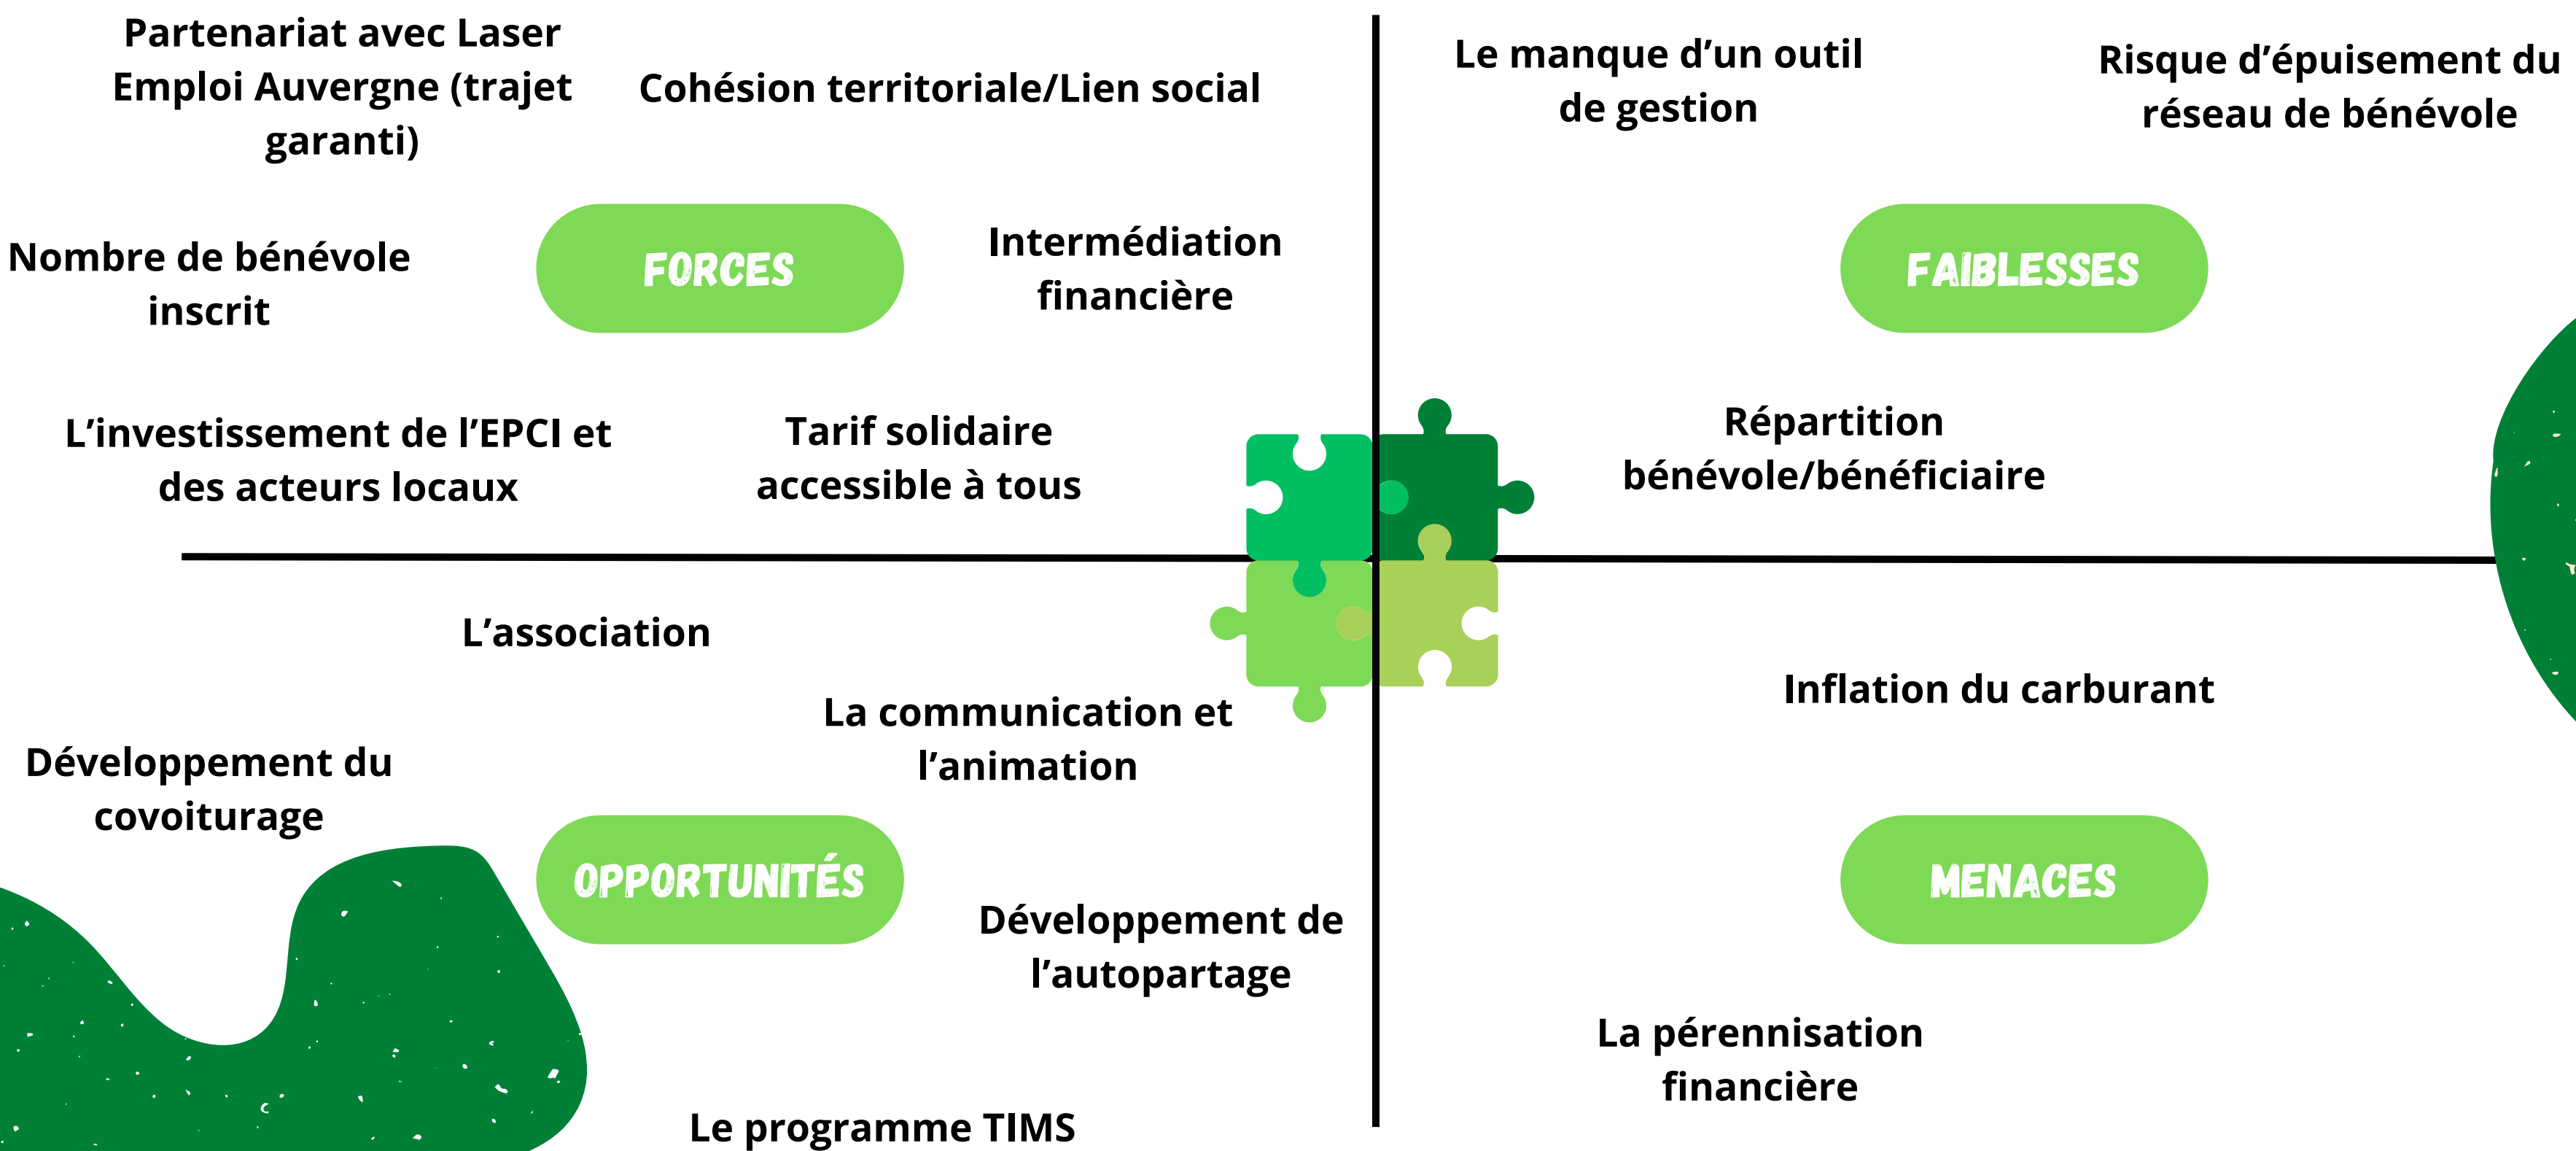 Partenariat avec Laser
Emploi Auvergne (trajet
garanti)
Cohésion territoriale/Lien social
Nombre de bénévole
inscrit
FORCES
Intermédiation
financière
L’investissement de l’EPCI et
des acteurs locaux
Tarif solidaire
accessible à tous
Le manque d’un outil
de gestion
Risque d’épuisement du
réseau de bénévole
FAIBLESSES
Répartition
bénévole/bénéficiaire
L’association
La communication et
l’animation
Développement du
covoiturage
OPPORTUNITÉS
Développement de
l’autopartage
Le programme TIMS
Inflation du carburant
MENACES
La pérennisation
financière